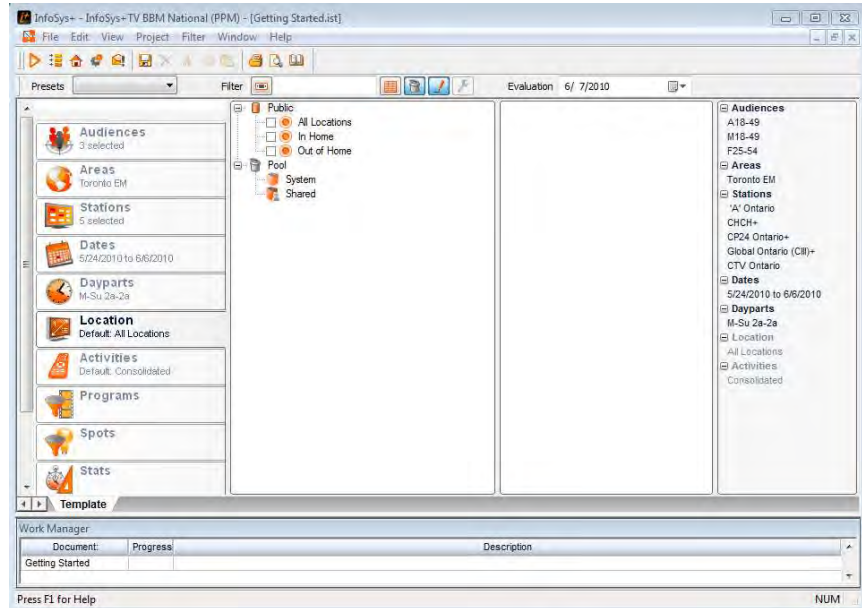 InfoSys+ - InfoSys+TV BBM National (PPM) - [Getting Started.ist]
File Edit View Project Filter Window Help
Presets Filter Evaluation 6/ 7/2010
Audiences
3 selected
Areas
Toronto EM
Stations
5 selected
Dates
5/24/2010 to 6/6/2010
Dayparts
M-Su 2a-2a
Location
Default: All Locations
Activities
Default: Consolidated
Programs
Spots
Stats
Public
All Locations
In Home
Out of Home
Pool
System
Shared
Audiences
A18-49
M18-49
F25-54
Areas
Toronto EM
Stations
'A' Ontario
CHCH+
CP24 Ontario+
Global Ontario (CIII)+
CTV Ontario
Dates
5/24/2010 to 6/6/2010
Dayparts
M-Su 2a-2a
Location
All Locations
Activities
Consolidated
Template
Work Manager
Document: Progress Description
Getting Started
Press F1 for Help NUM